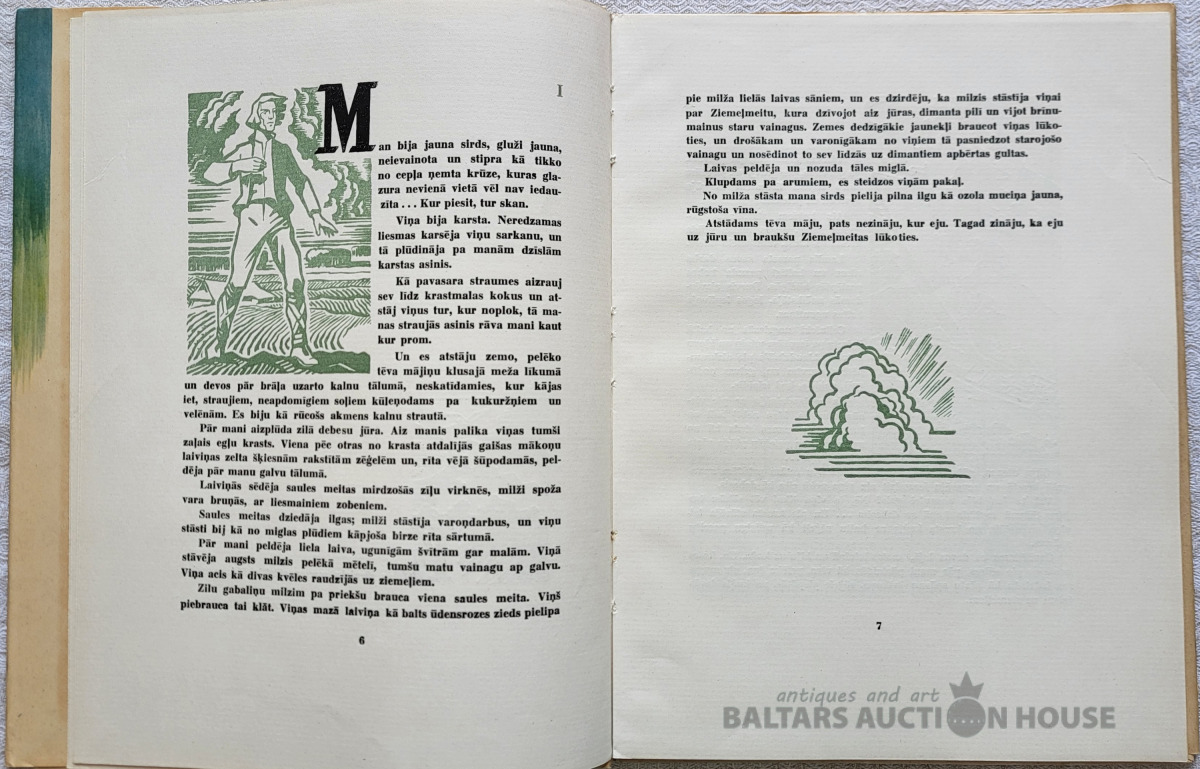 I
Man bija jauna sirds, gluži jauna,
neievainota un stipra kā tikko
no cepļa ņemta krūze, kuras gla-
zura nevienā vietā vēl nav iedau-
zīta... Kur piesit, tur skan.
Viņa bija karsta. Neredzamas
liesmas karsēja viņu sarkanu, un
tā plūdināja pa manām dzīslām
karstas asinis.
Kā pavasara straumes aizrauj
sev līdz krastmalas kokus un at-
stāj viņus tur, kur noplok, tā ma-
nas straujās asinis rāva mani kaut
kur prom.
Un es atstāju zemo, pelēko
tēva mājiņu klusajā meža līkumā
un devos pār brāļa uzarto kalnu tālumā, neskatīdamies, kur kājas
iet, straujiem, neapdomīgiem soļiem kūleņodams pa kukuržņiem un
velēnām. Es biju kā rūcošs akmens kalnu strautā.
Pār mani aizplūda zilā debesu jūra. Aiz manis palika viņas tumši
zaļais egļu krasts. Viena pēc otras no krasta atdalījās gaišas mākoņu
laiviņas zelta šķiesnām rakstītām zēģelēm un, rīta vējā šūpodamās, pel-
dēja pār manu galvu tālumā.
Laiviņās sēdēja saules meitas mirdzošās zīļu virknēs, milži spoža
vara bruņās, ar liesmainiem zobeniem.
Saules meitas dziedāja ilgas; milži stāstīja varoņdarbus, un viņu
stāsti bij kā no miglas plūdiem kāpjoša birze rīta sārtumā.
Pār mani peldēja liela laiva, ugunīgām švītrām gar malām. Viņā
stāvēja augsts milzis pelēkā mētelī, tumšu matu vainagu ap galvu.
Viņa acis kā divas kvēles raudzījās uz ziemeļiem.
Zilu gabaliņu milzim pa priekšu brauca viena saules meita. Viņš
piebrauca tai klāt. Viņas mazā laiviņa kā balts ūdensrozes zieds pielipa
6
pie milža lielās laivas sāniem, un es dzirdēju, ka milzis stāstīja viņai
par Ziemeļmeitu, kura dzīvojot aiz jūras, dimanta pilī un vijot brīnu-
mainus staru vainagus. Zemes dedzīgākie jaunekļi braucot viņas lūko-
ties, un drošākam un varonīgākam no viņiem tā pasniedzot starojošo
vainagu un nosēdinot to sev līdzās uz dimantiem apbērtas gultas.
Laivas peldēja un nozuda tāles miglā.
Klupdams pa arumiem, es steidzos viņām pakaļ.
No milža stāsta mana sirds pielija pilna ilgu kā ozola muciņa jauna,
rūgstoša vīna.
Atstādams tēva māju, pats nezināju, kur eju. Tagad zināju, ka eju
uz jūru un braukšu Ziemeļmeitas lūkoties.
7
antiques and art
BALTARS AUCTION HOUSE